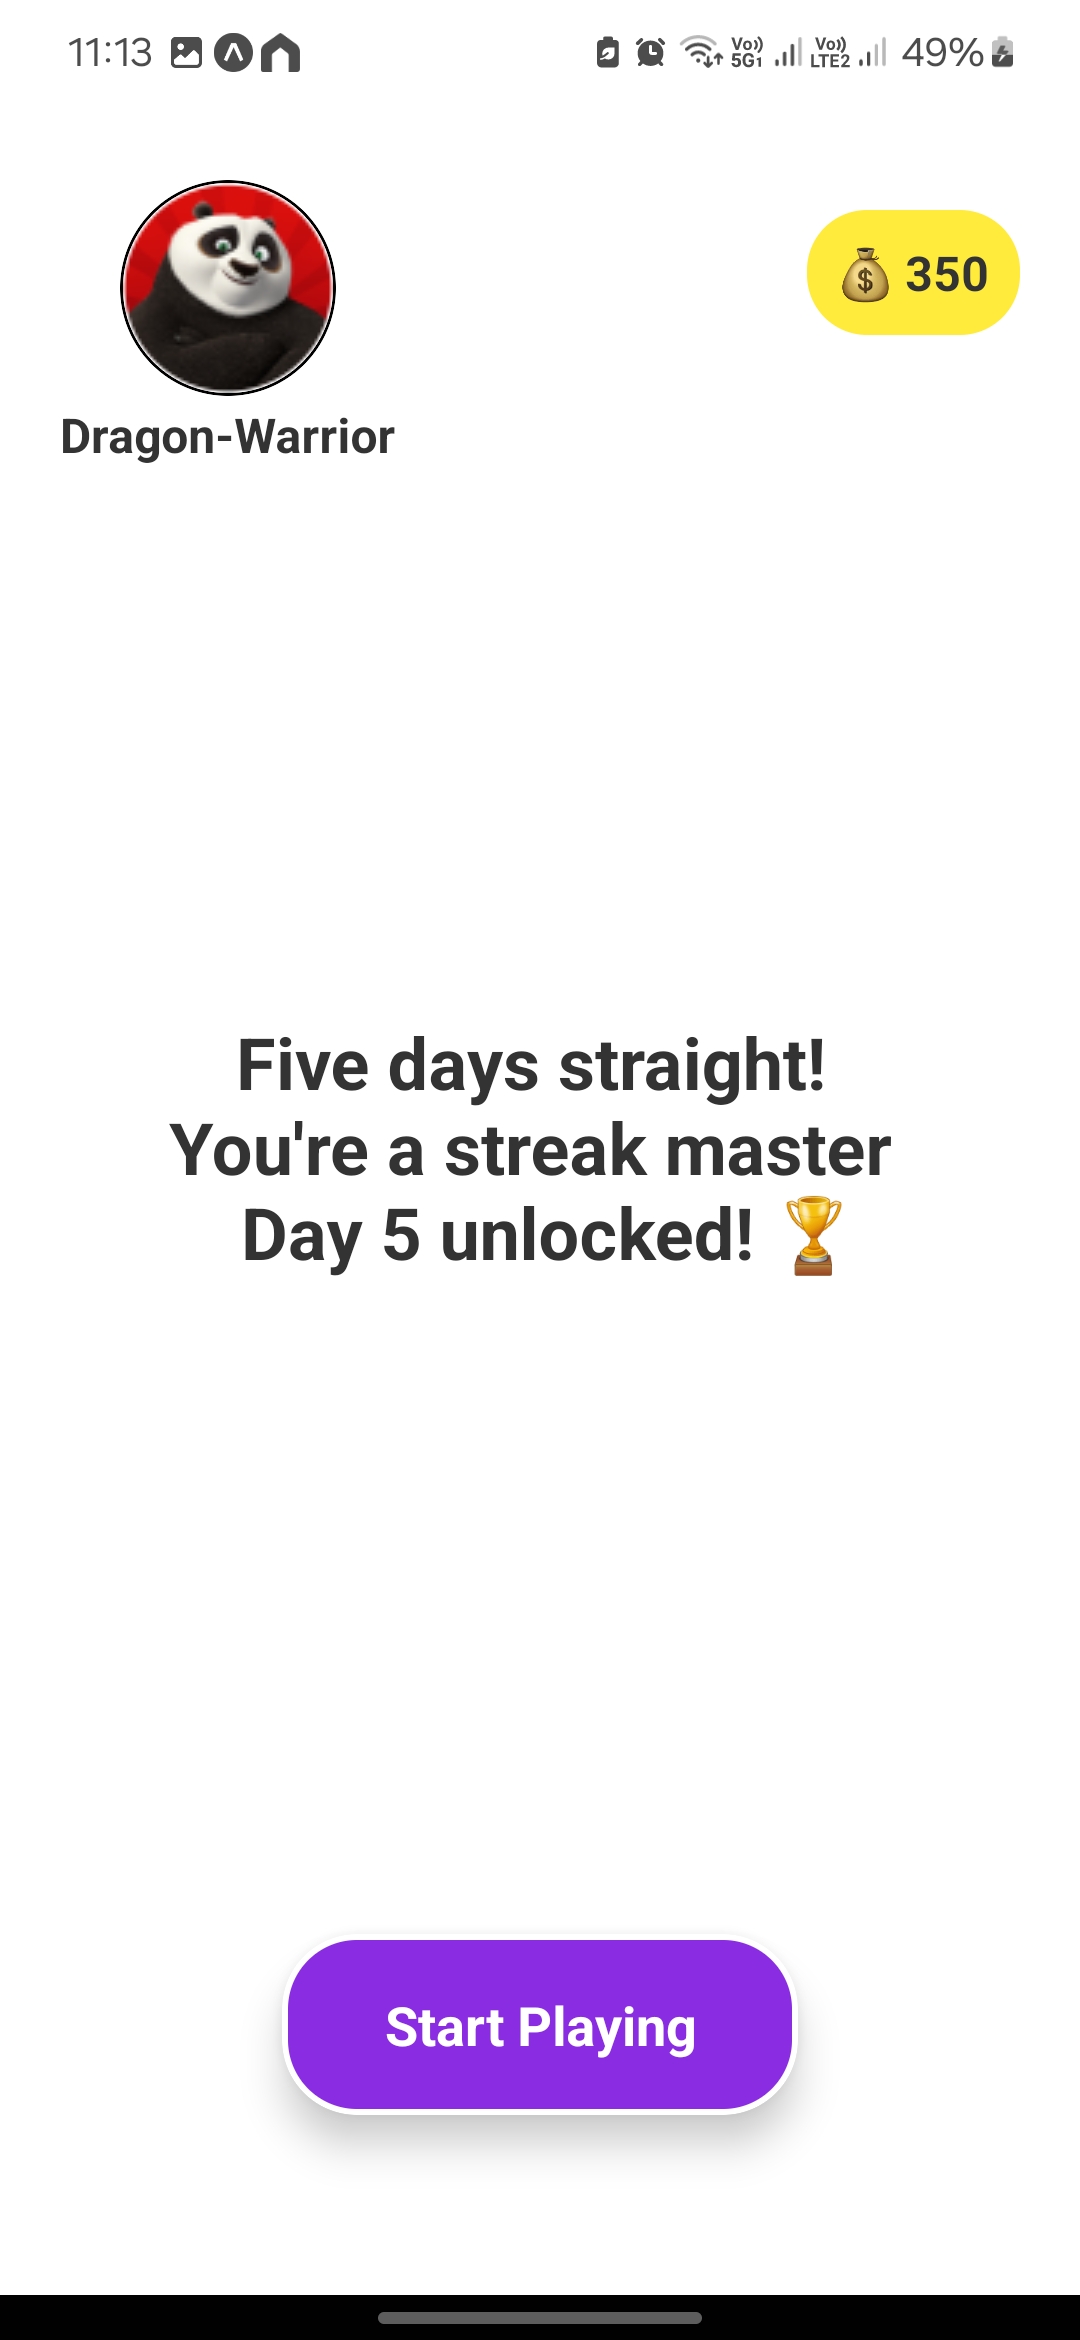 11:13
Vo)) 5G1 Vo)) LTE2 49%
$ 350
Dragon-Warrior
Five days straight!
You're a streak master
Day 5 unlocked! 🏆
Start Playing